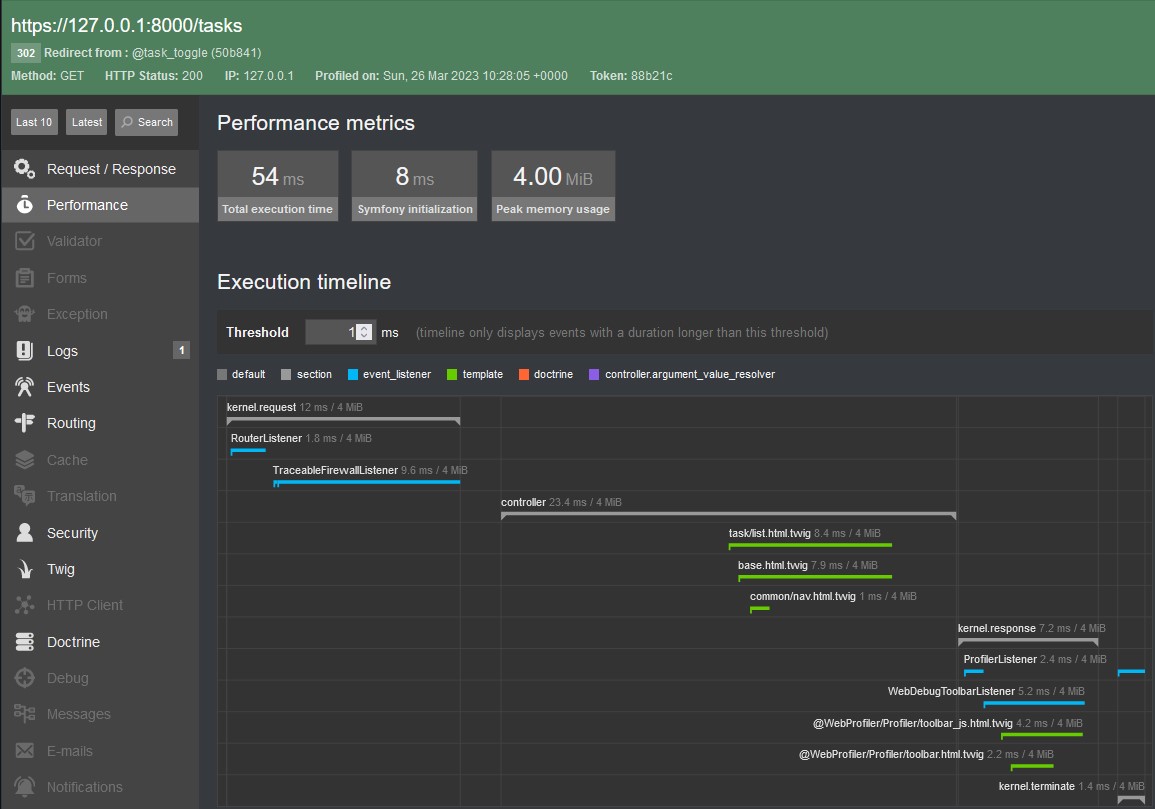 https://127.0.0.1:8000/tasks
302 Redirect from : @task_toggle (50b841)
Method: GET HTTP Status: 200 IP: 127.0.0.1 Profiled on: Sun, 26 Mar 2023 10:28:05 +0000 Token: 88b21c
Last 10 Latest Search
Request / Response
Performance
Validator
Forms
Exception
Logs 1
Events
Routing
Cache
Translation
Security
Twig
HTTP Client
Doctrine
Debug
Messages
E-mails
Notifications
Performance metrics
54 ms
Total execution time
8 ms
Symfony initialization
4.00 MiB
Peak memory usage
Execution timeline
Threshold 1 ms (timeline only displays events with a duration longer than this threshold)
default section event_listener template doctrine controller.argument_value_resolver
kernel.request 12 ms / 4 MiB
RouterListener 1.8 ms / 4 MiB
TraceableFirewallListener 9.6 ms / 4 MiB
controller 23.4 ms / 4 MiB
task/list.html.twig 8.4 ms / 4 MiB
base.html.twig 7.9 ms / 4 MiB
common/nav.html.twig 1 ms / 4 MiB
kernel.response 7.2 ms / 4 MiB
ProfilerListener 2.4 ms / 4 MiB
WebDebugToolbarListener 5.2 ms / 4 MiB
@WebProfiler/Profiler/toolbar_js.html.twig 4.2 ms / 4 MiB
@WebProfiler/Profiler/toolbar.html.twig 2.2 ms / 4 MiB
kernel.terminate 1.4 ms / 4 MiB